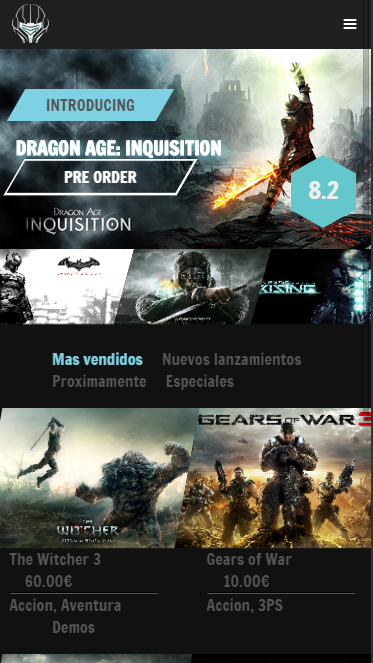 INTRODUCING
DRAGON AGE: INQUISITION
PRE ORDER
8.2
DRAGON AGE
INQUISITION
RISING
Mas vendidos Nuevos lanzamientos
Proximamente Especiales
GEARS OF WAR 3
THE
WITCHER
The Witcher 3 Gears of War
60.00€ 10.00€
Accion, Aventura Accion, 3PS
Demos